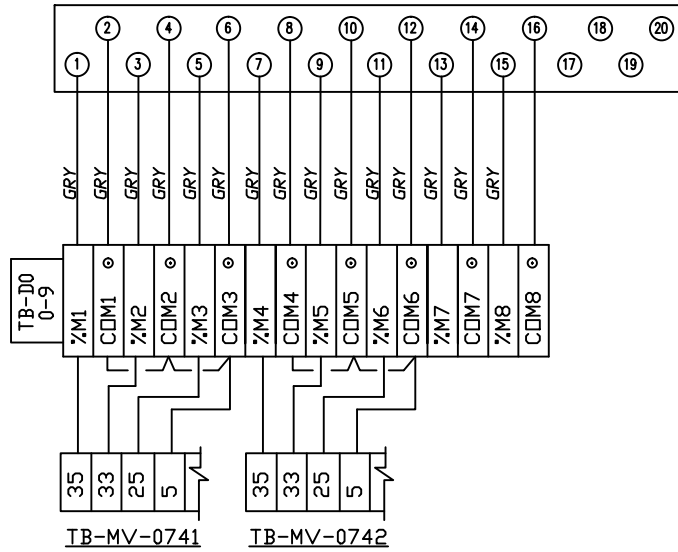 2 4 6 8 10 12 14 16 18 20
1 3 5 7 9 11 13 15 17 19
GRY GRY GRY GRY GRY GRY GRY GRY GRY GRY GRY GRY GRY GRY GRY
TB-DO
0-9
%M1 COM1 %M2 COM2 %M3 COM3 %M4 COM4 %M5 COM5 %M6 COM6 %M7 COM7 %M8 COM8
35 33 25 5 35 33 25 5
TB-MV-0741 TB-MV-0742